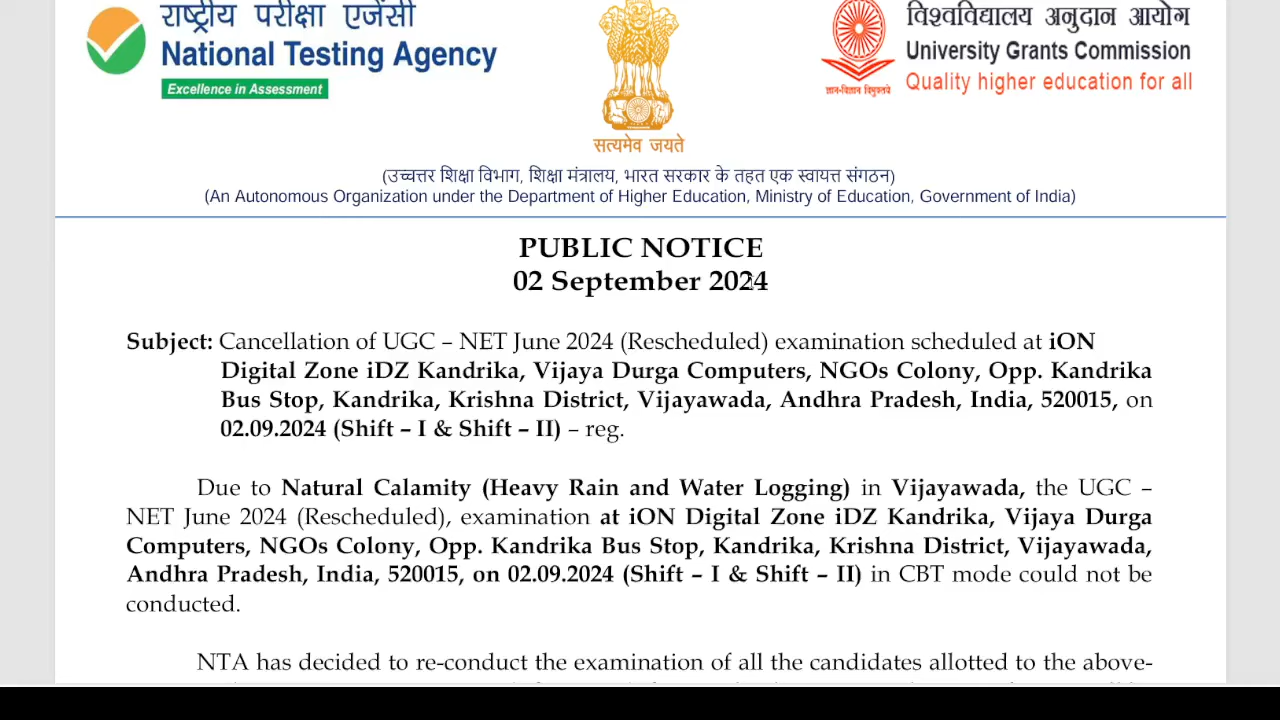 राष्ट्रीय परीक्षा एजेंसी
National Testing Agency
Excellence in Assessment
सत्यमेव जयते
विश्वविद्यालय अनुदान आयोग
University Grants Commission
Quality higher education for all
ज्ञान-विज्ञान विमुक्तये
(उच्चत्तर शिक्षा विभाग, शिक्षा मंत्रालय, भारत सरकार के तहत एक स्वायत्त संगठन)
(An Autonomous Organization under the Department of Higher Education, Ministry of Education, Government of India)
PUBLIC NOTICE
02 September 2024
Subject: Cancellation of UGC – NET June 2024 (Rescheduled) examination scheduled at iON
Digital Zone iDZ Kandrika, Vijaya Durga Computers, NGOs Colony, Opp. Kandrika
Bus Stop, Kandrika, Krishna District, Vijayawada, Andhra Pradesh, India, 520015, on
02.09.2024 (Shift – I & Shift – II) – reg.
Due to Natural Calamity (Heavy Rain and Water Logging) in Vijayawada, the UGC –
NET June 2024 (Rescheduled), examination at iON Digital Zone iDZ Kandrika, Vijaya Durga
Computers, NGOs Colony, Opp. Kandrika Bus Stop, Kandrika, Krishna District, Vijayawada,
Andhra Pradesh, India, 520015, on 02.09.2024 (Shift – I & Shift – II) in CBT mode could not be
conducted.
NTA has decided to re-conduct the examination of all the candidates allotted to the above-